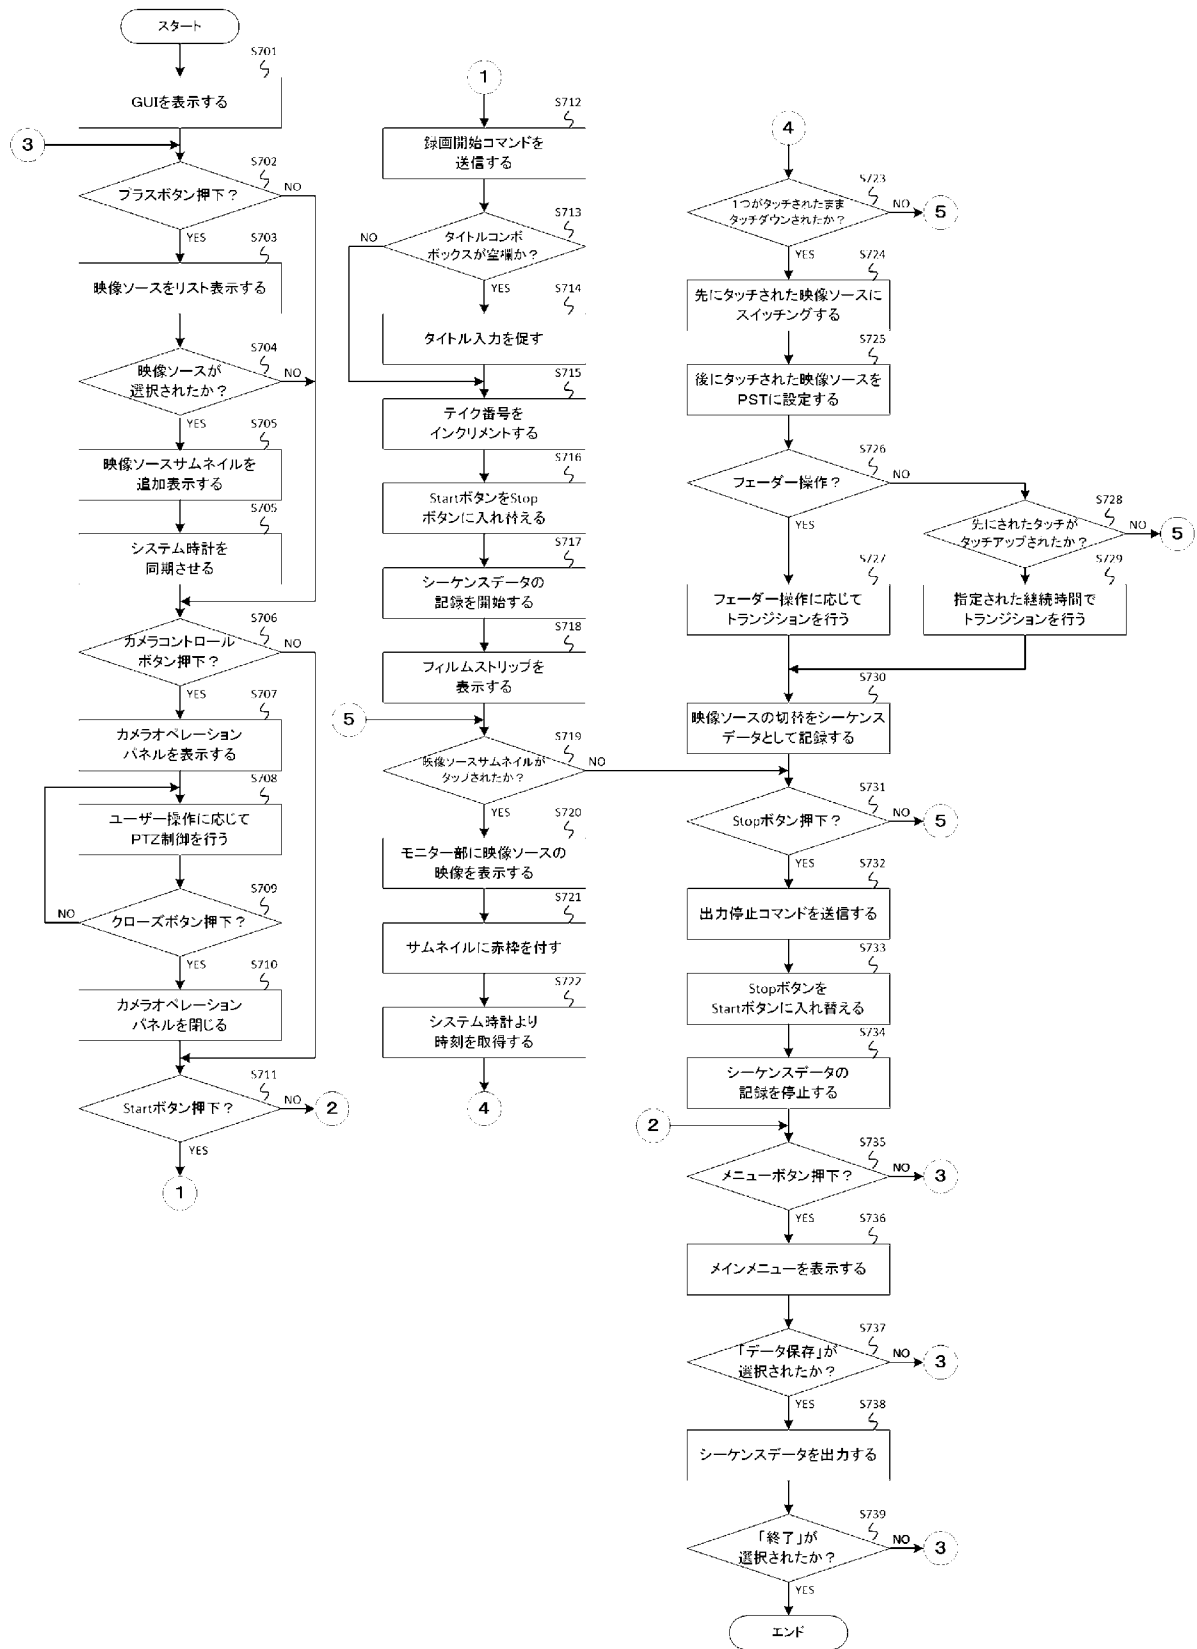 スタート
S701
GUIを表示する
3
S702
プラスボタン押下?
NO
YES
S703
映像ソースをリスト表示する
S704
映像ソースが
選択されたか?
NO
YES
S705
映像ソースサムネイルを
追加表示する
S705
システム時計を
同期させる
S706
カメラコントロール
ボタン押下?
NO
YES
S707
カメラオペレーション
パネルを表示する
S708
ユーザー操作に応じて
PTZ制御を行う
S709
クローズボタン押下?
NO
YES
S710
カメラオペレーション
パネルを閉じる
S711
Startボタン押下?
NO
2
YES
1
1
S712
録画開始コマンドを
送信する
S713
タイトルコンボ
ボックスが空欄か?
NO
YES
S714
タイトル入力を促す
S715
テイク番号を
インクリメントする
S716
StartボタンをStop
ボタンに入れ替える
S717
シーケンスデータの
記録を開始する
S718
フィルムストリップを
表示する
5
S719
映像ソースサムネイルが
タップされたか?
NO
YES
S720
モニター部に映像ソースの
映像を表示する
S721
サムネイルに赤枠を付す
S722
システム時計より
時刻を取得する
4
4
S723
1つがタッチされたまま
タッチダウンされたか?
NO
5
YES
S724
先にタッチされた映像ソースに
スイッチングする
S725
後にタッチされた映像ソースを
PSTに設定する
S726
フェーダー操作?
NO
YES
S728
先にされたタッチが
タッチアップされたか?
NO
5
S727
フェーダー操作に応じて
トランジションを行う
YES
S729
指定された継続時間で
トランジションを行う
S730
映像ソースの切替をシーケンス
データとして記録する
S731
Stopボタン押下?
NO
5
YES
S732
出力停止コマンドを送信する
S733
Stopボタンを
Startボタンに入れ替える
S734
シーケンスデータの
記録を停止する
2
S735
メニューボタン押下?
NO
3
YES
S736
メインメニューを表示する
S737
「データ保存」が
選択されたか?
NO
3
YES
S738
シーケンスデータを出力する
S739
「終了」が
選択されたか?
NO
3
YES
エンド